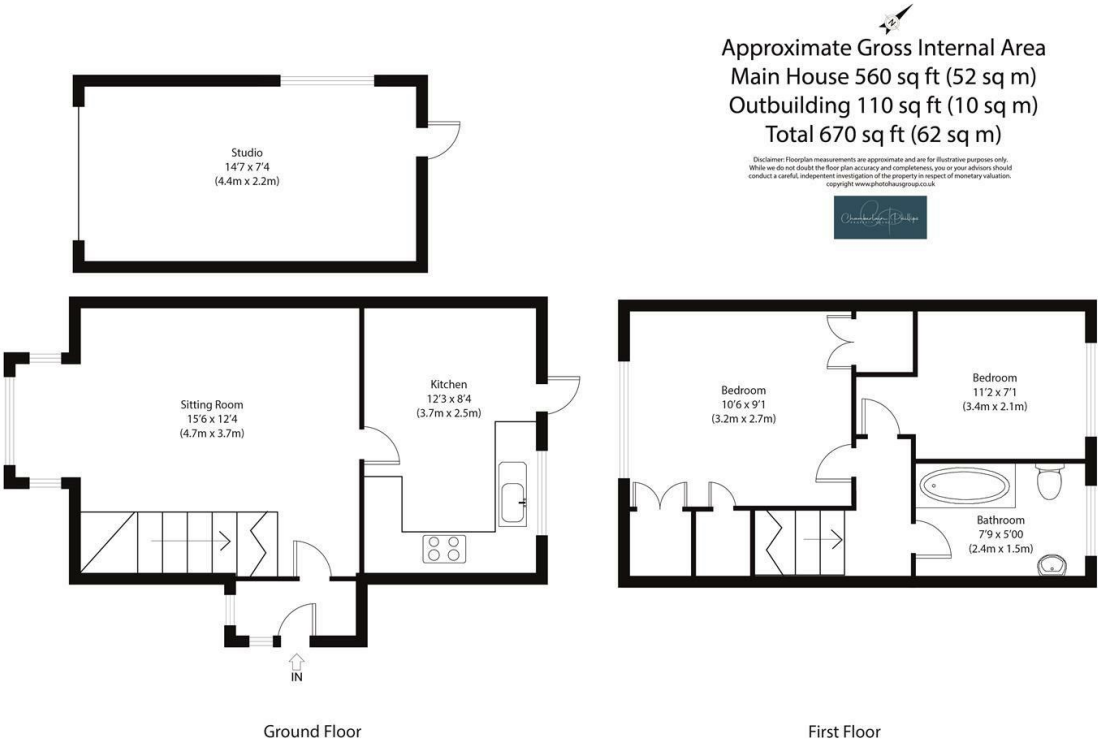 N
Approximate Gross Internal Area
Main House 560 sq ft (52 sq m)
Outbuilding 110 sq ft (10 sq m)
Total 670 sq ft (62 sq m)
Disclaimer: Floorplan measurements are approximate and are for illustrative purposes only.
While we do not doubt the floor plan accuracy and completeness, you or your advisors should
conduct a careful, indepentent investigation of the property in respect of monetary valuation.
copyright www.photohausgroup.co.uk
Chamberlain Phillips
Studio
14'7 x 7'4
(4.4m x 2.2m)
Sitting Room
15'6 x 12'4
(4.7m x 3.7m)
Kitchen
12'3 x 8'4
(3.7m x 2.5m)
IN
Bedroom
10'6 x 9'1
(3.2m x 2.7m)
Bedroom
11'2 x 7'1
(3.4m x 2.1m)
Bathroom
7'9 x 5'00
(2.4m x 1.5m)
Ground Floor
First Floor